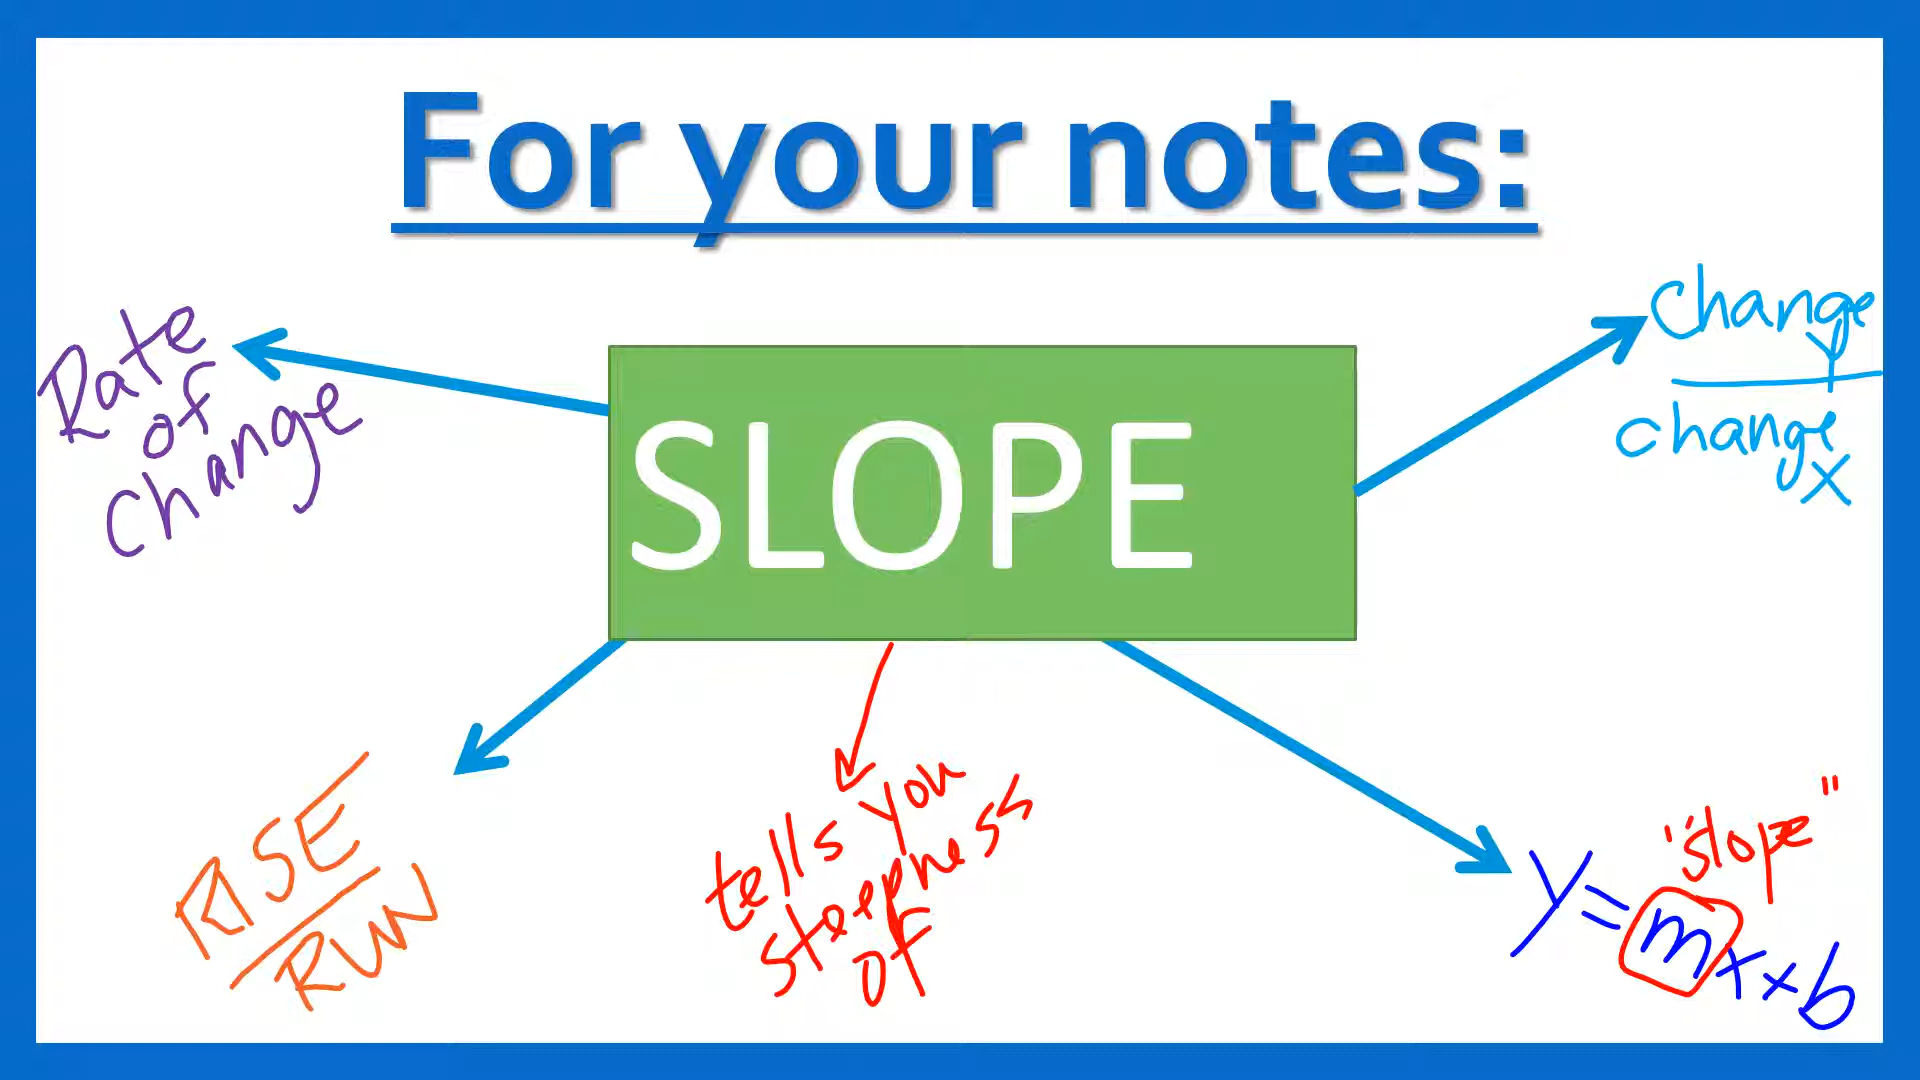 For your notes:
Rate
of
change
SLOPE
change
Y
change
X
RISE
RUN
tells you
steepness
of
"slope"
y=mx+b